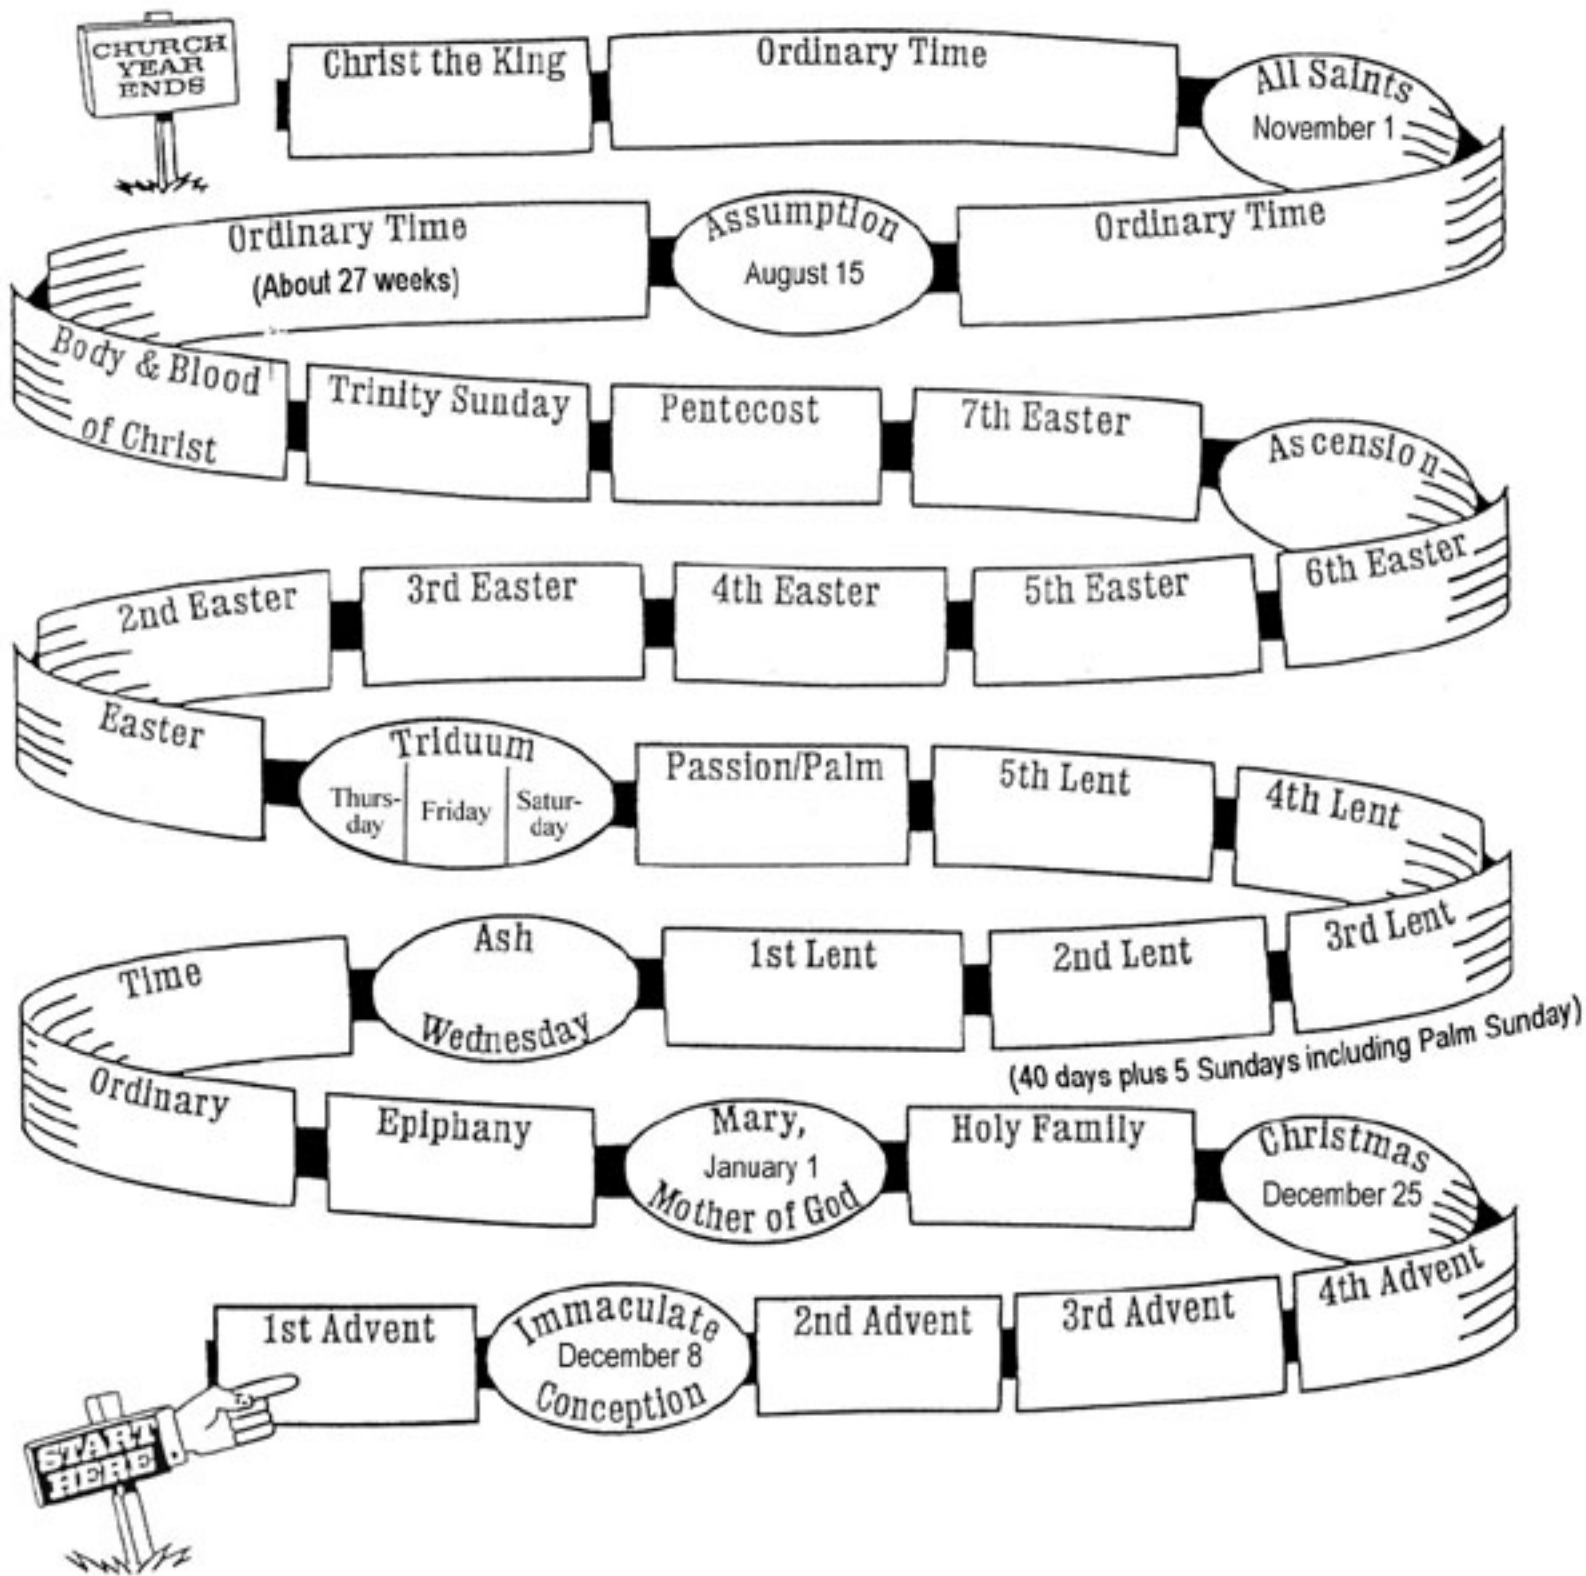 CHURCH
YEAR
ENDS
Christ the King
Ordinary Time
All Saints
November 1
Ordinary Time
(About 27 weeks)
Assumption
August 15
Ordinary Time
Body & Blood
of Christ
Trinity Sunday
Pentecost
7th Easter
Ascension
2nd Easter
3rd Easter
4th Easter
5th Easter
6th Easter
Easter
Triduum
Thurs-
day
Friday
Satur-
day
Passion/Palm
5th Lent
4th Lent
Time
Ash
Wednesday
1st Lent
2nd Lent
3rd Lent
(40 days plus 5 Sundays including Palm Sunday)
Ordinary
Epiphany
Mary,
January 1
Mother of God
Holy Family
Christmas
December 25
1st Advent
Immaculate
December 8
Conception
2nd Advent
3rd Advent
4th Advent
START
HERE